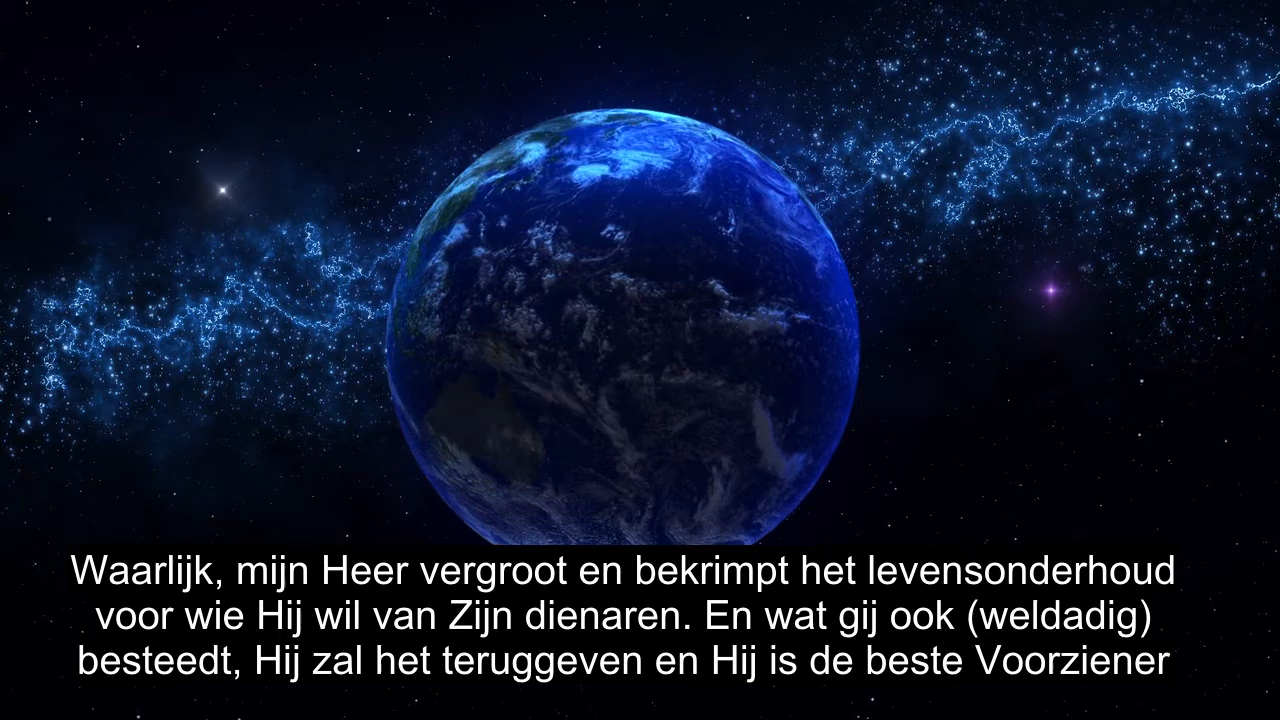 Waarlijk, mijn Heer vergroot en bekrimpt het levensonderhoud
voor wie Hij wil van Zijn dienaren. En wat gij ook (weldadig)
besteedt, Hij zal het teruggeven en Hij is de beste Voorziener